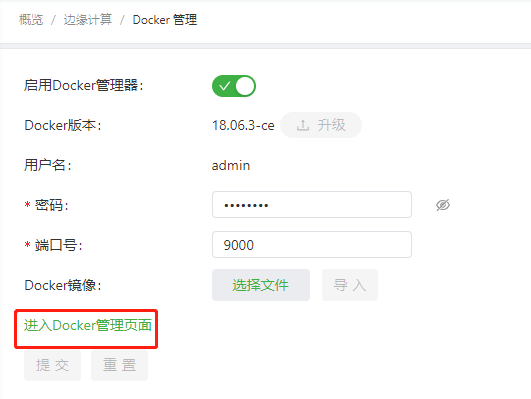 概览 / 边缘计算 / Docker 管理
启用Docker管理器:
Docker版本: 18.06.3-ce 升级
用户名: admin
* 密码: ••••••••
* 端口号: 9000
Docker镜像: 选择文件 导 入
进入Docker管理页面
提 交 重 置